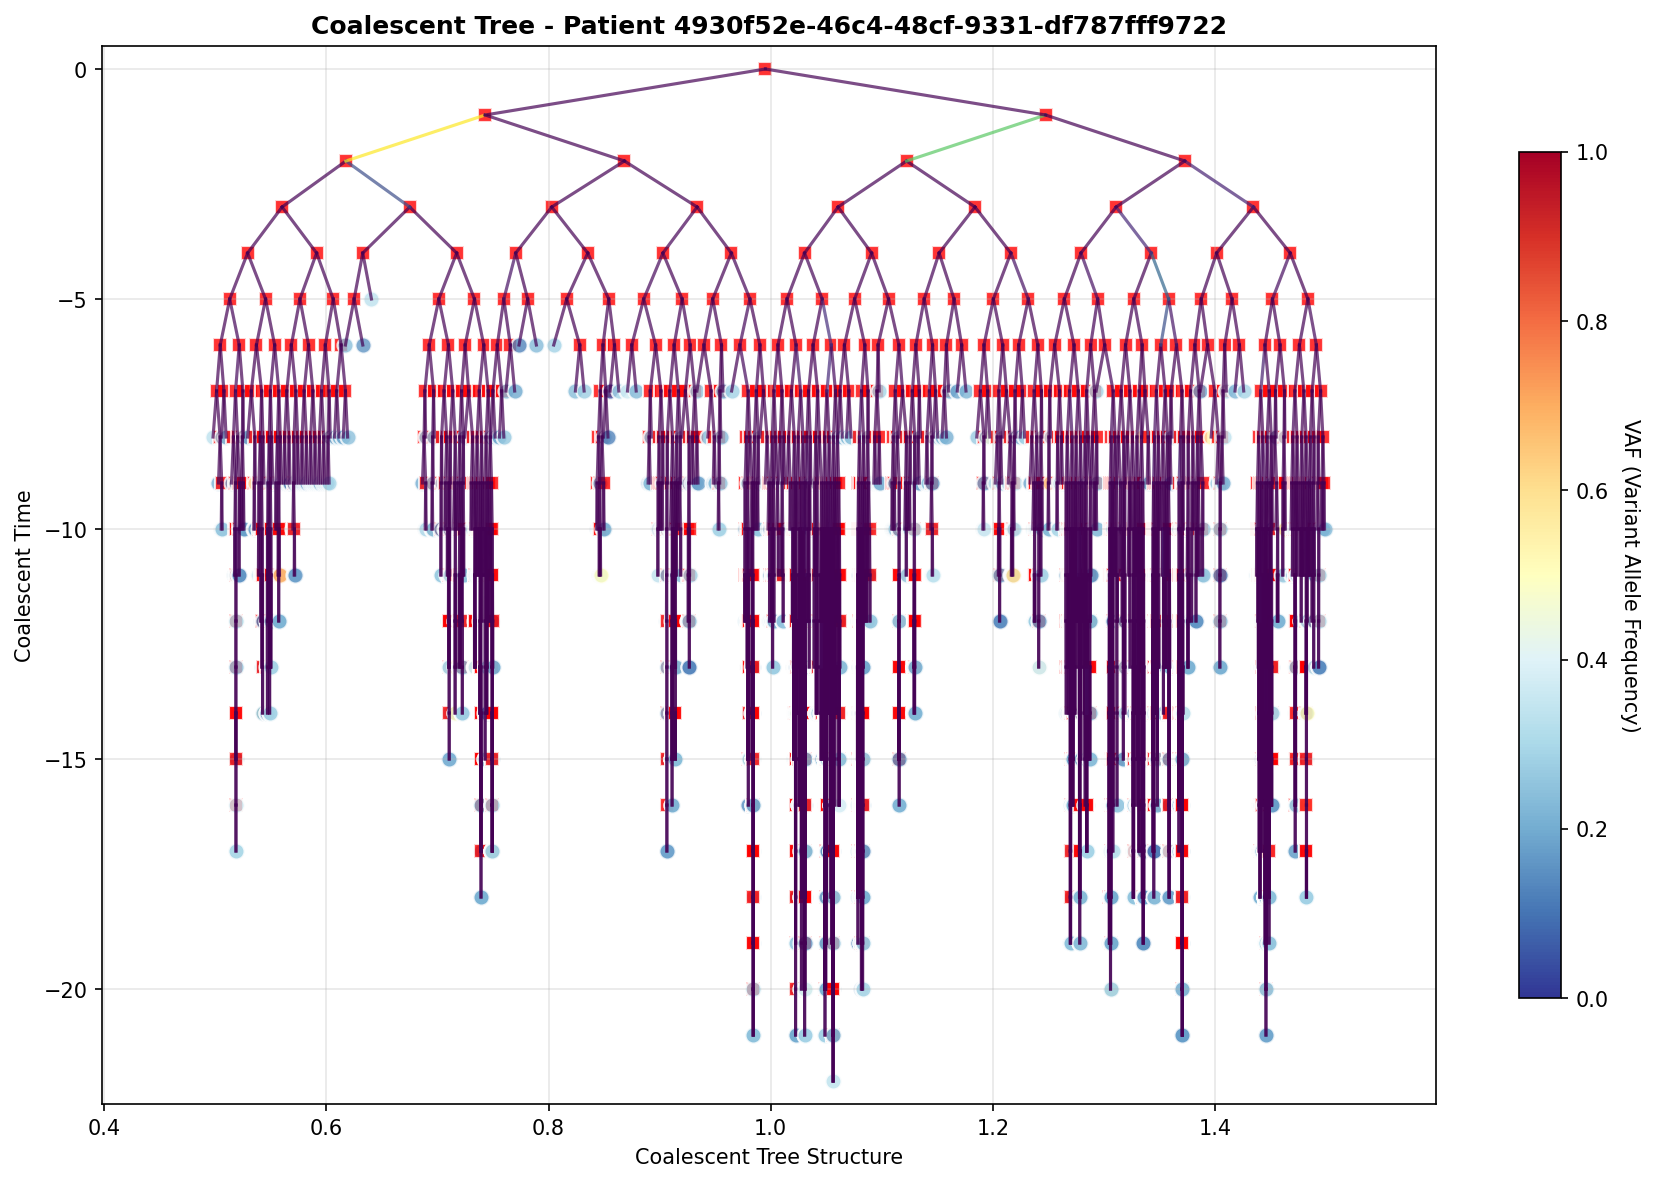 Coalescent Tree - Patient 4930f52e-46c4-48cf-9331-df787fff9722
0
−5
−10
−15
−20
Coalescent Time
0.4 0.6 0.8 1.0 1.2 1.4
Coalescent Tree Structure
1.0
0.8
0.6
0.4
0.2
0.0
VAF (Variant Allele Frequency)